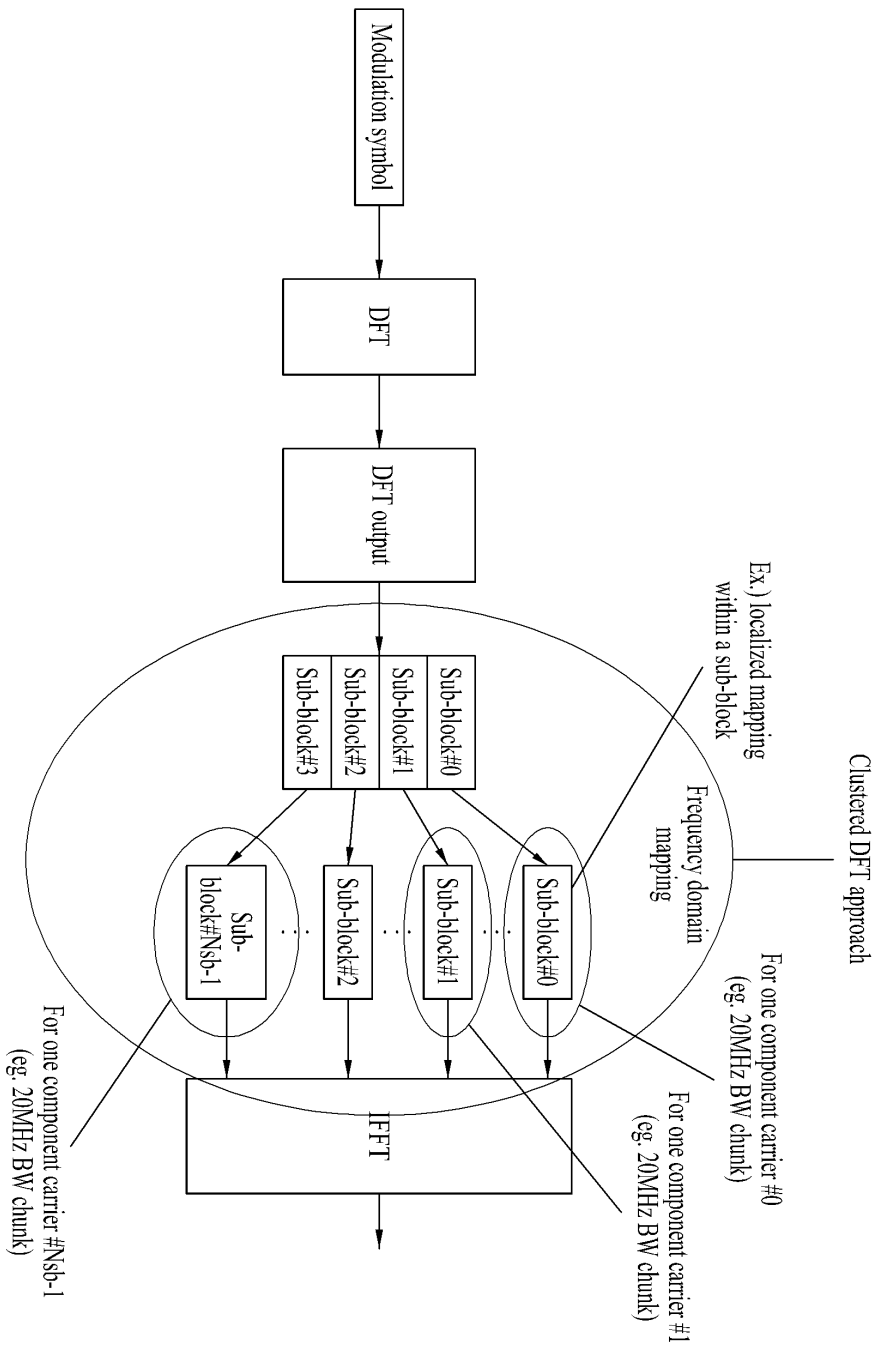 Clustered DFT approach
Ex.) localized mapping
within a sub-block
Frequency domain
mapping
For one component carrier #0
(eg. 20MHz BW chunk)
For one component carrier #1
(eg. 20MHz BW chunk)
Modulation symbol
DFT
DFT output
Sub-block#0
Sub-block#1
Sub-block#2
Sub-block#3
Sub-block#0
Sub-block#1
Sub-block#2
Sub-
block#Nsb-1
IFFT
For one component carrier #Nsb-1
(eg. 20MHz BW chunk)